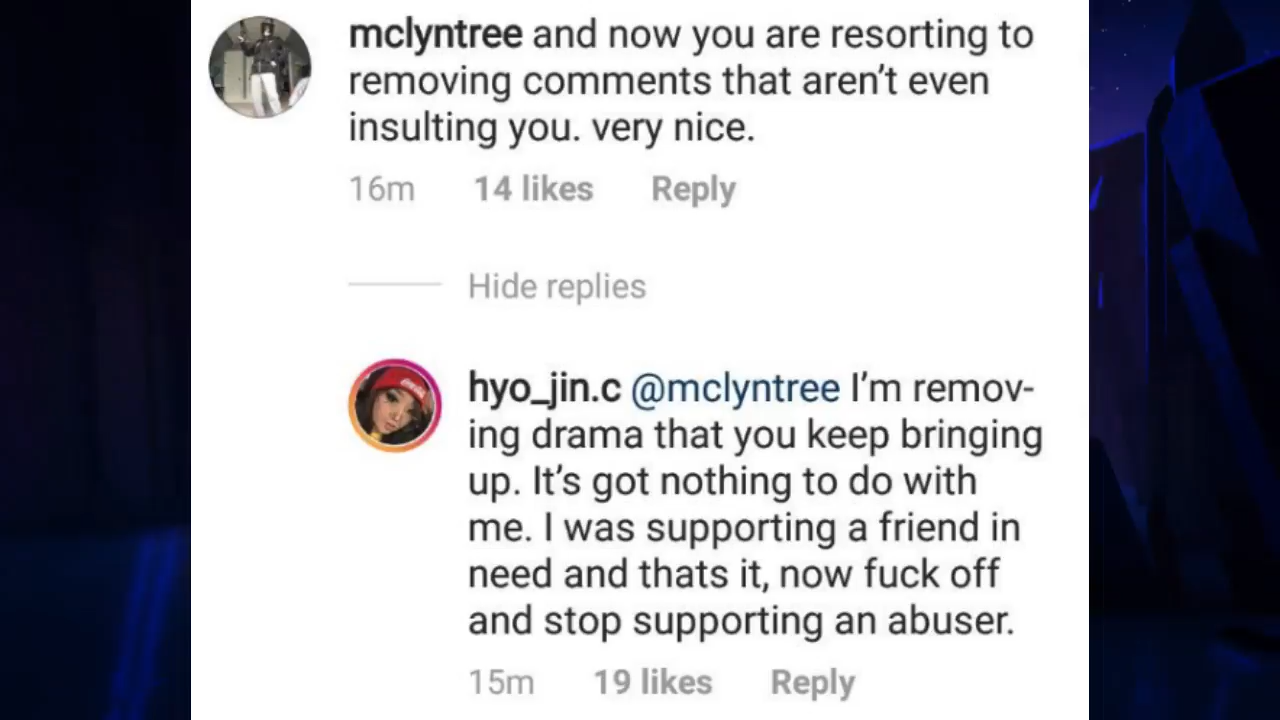 mclyntree and now you are resorting to
removing comments that aren't even
insulting you. very nice.
16m 14 likes Reply
Hide replies
hyo_jin.c @mclyntree I'm remov-
ing drama that you keep bringing
up. It's got nothing to do with
me. I was supporting a friend in
need and thats it, now fuck off
and stop supporting an abuser.
15m 19 likes Reply